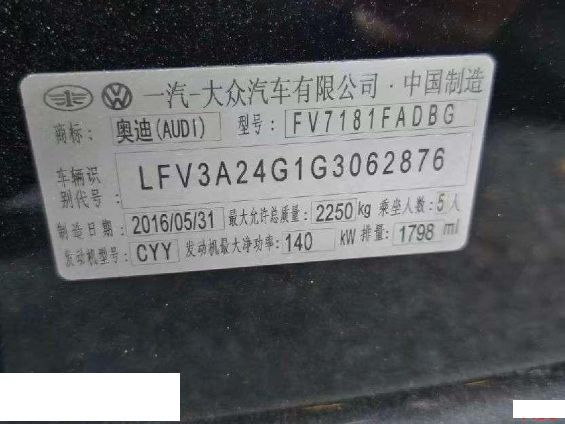 一汽-大众汽车有限公司·中国制造
商标: 奥迪(AUDI) 型号: FV7181FADBG
车辆识别代号: LFV3A24G1G3062876
制造日期: 2016/05/31 最大允许总质量: 2250kg 乘坐人数: 5人
发动机型号: CYY 发动机最大净功率: 140 kW 排量: 1798 ml